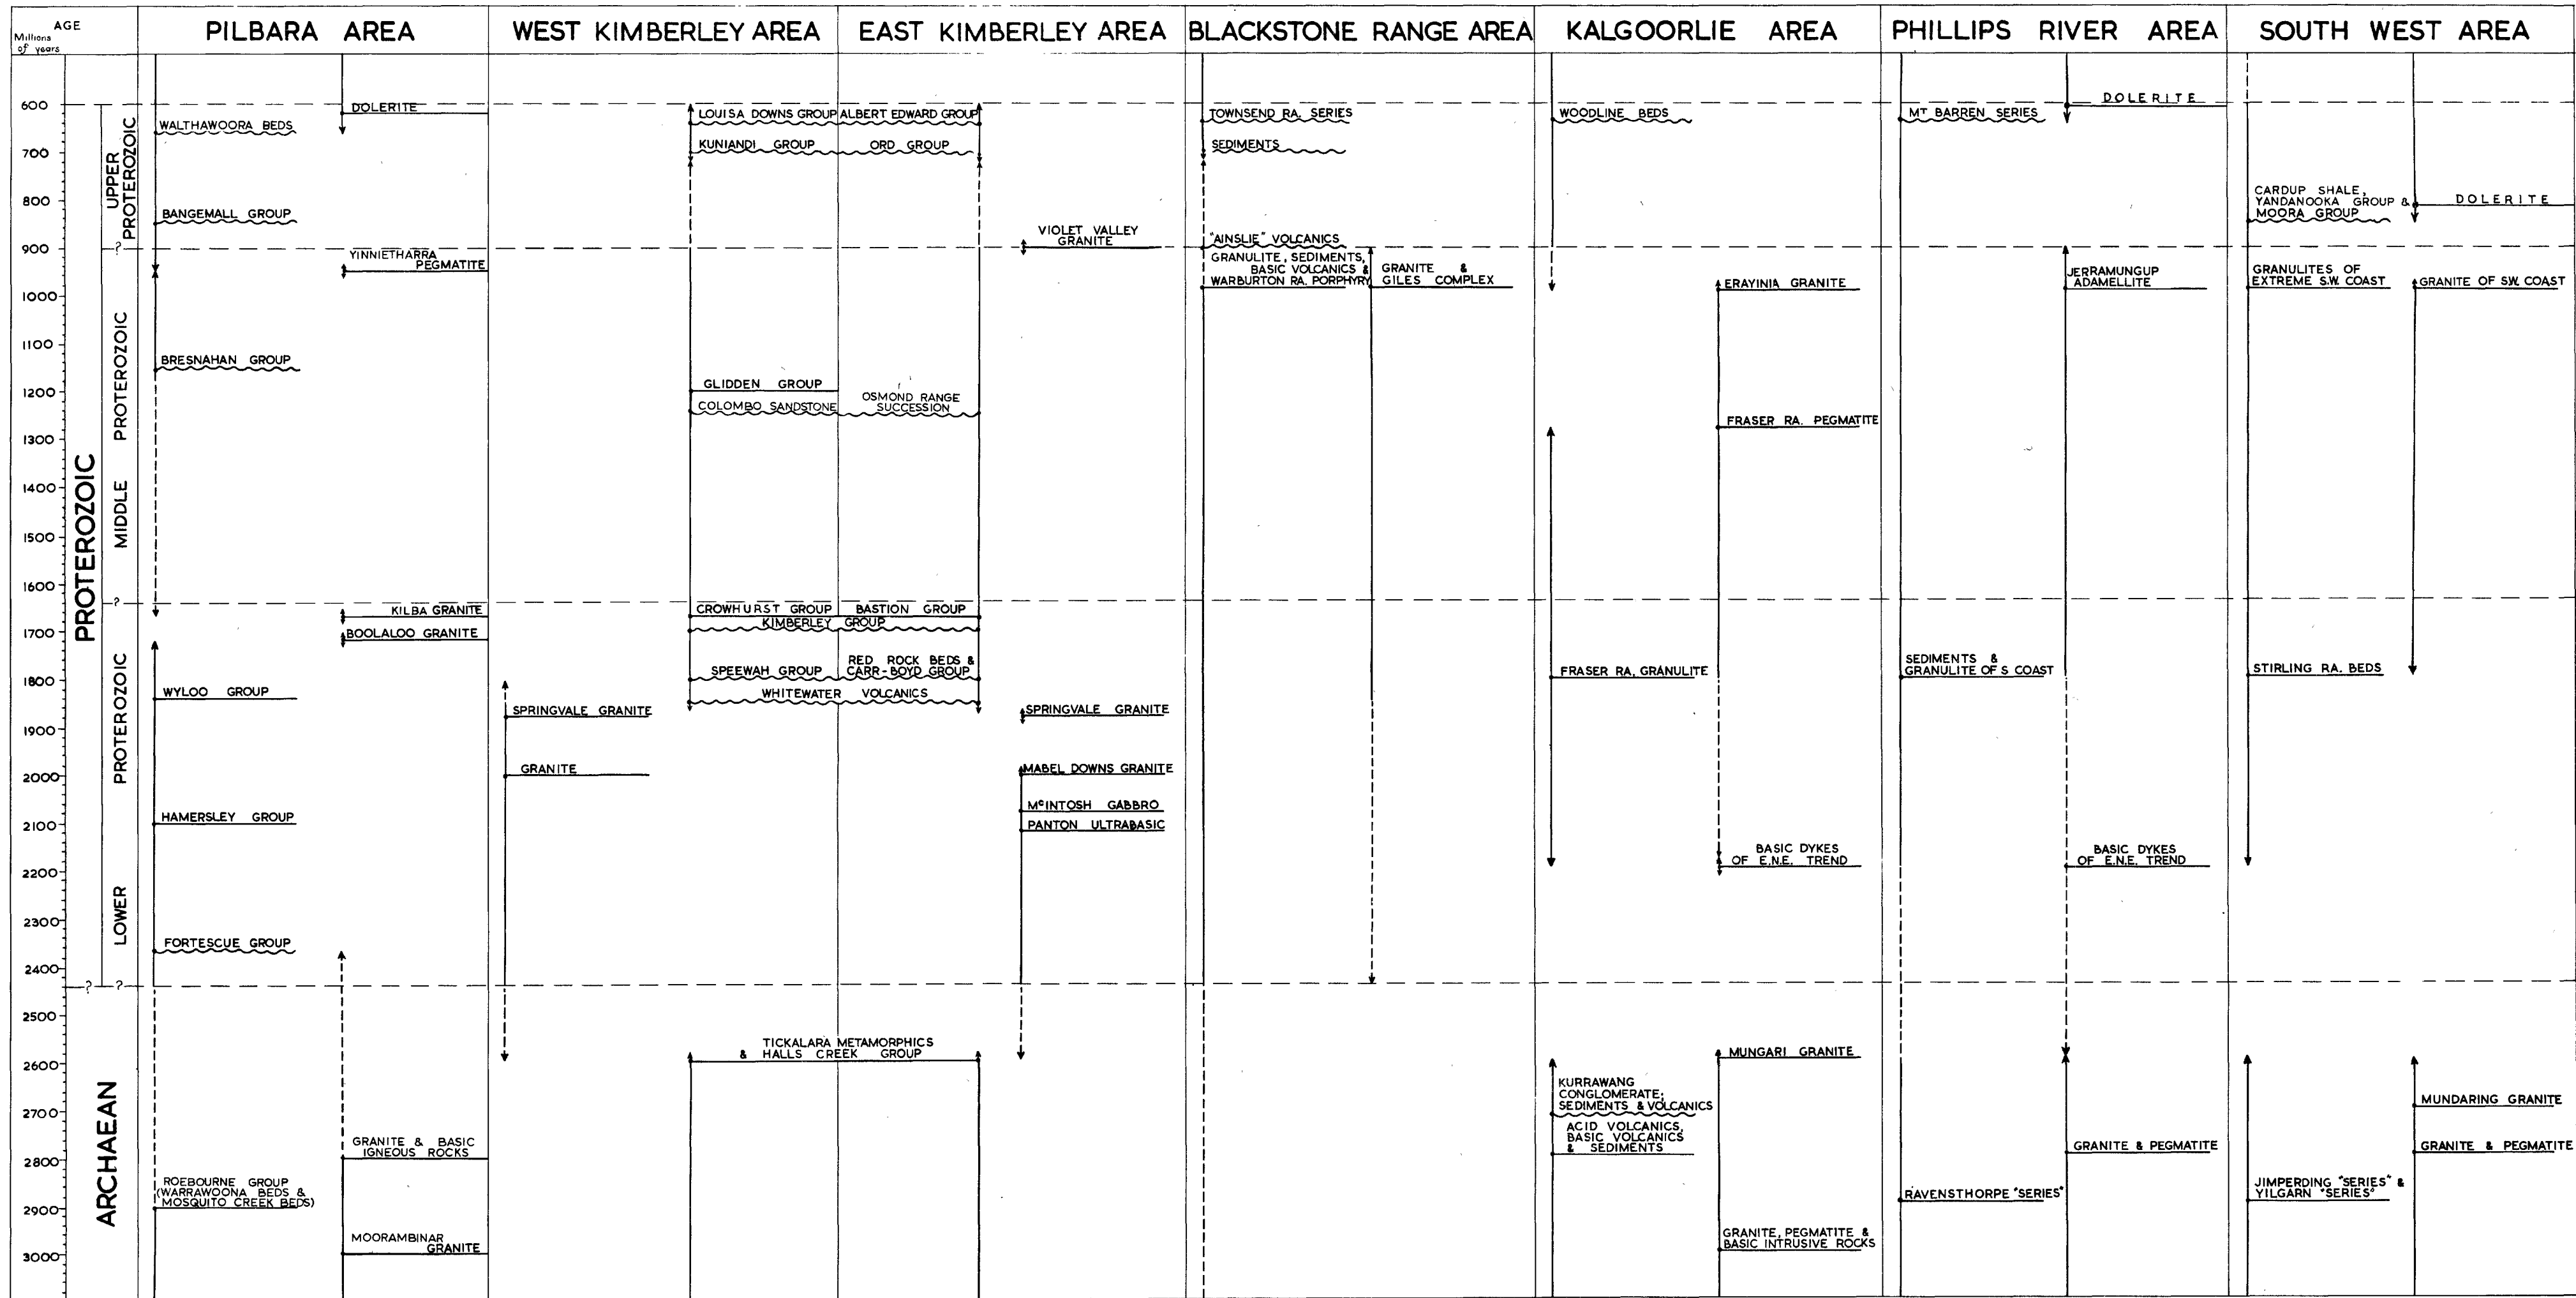 AGE
Millions
of years
PILBARA AREA
WEST KIMBERLEY AREA
EAST KIMBERLEY AREA
BLACKSTONE RANGE AREA
KALGOORLIE AREA
PHILLIPS RIVER AREA
SOUTH WEST AREA
600
700
800
900
1000
1100
1200
1300
1400
1500
1600
1700
1800
1900
2000
2100
2200
2300
2400
2500
2600
2700
2800
2900
3000
PROTEROZOIC
ARCHAEAN
UPPER
PROTEROZOIC
?
MIDDLE PROTEROZOIC
?
LOWER PROTEROZOIC
? ?
WALTHAWOORA BEDS
BANGEMALL GROUP
BRESNAHAN GROUP
WYLOO GROUP
HAMERSLEY GROUP
FORTESCUE GROUP
ROEBOURNE GROUP
(WARRAWOONA BEDS &
MOSQUITO CREEK BEDS)
DOLERITE
YINNIETHARRA
PEGMATITE
KILBA GRANITE
BOOLALOO GRANITE
GRANITE & BASIC
IGNEOUS ROCKS
MOORAMBINAR
GRANITE
SPRINGVALE GRANITE
GRANITE
LOUISA DOWNS GROUP
ALBERT EDWARD GROUP
KUNIANDI GROUP
ORD GROUP
GLIDDEN GROUP
COLOMBO SANDSTONE
OSMOND RANGE
SUCCESSION
CROWHURST GROUP
BASTION GROUP
KIMBERLEY GROUP
SPEEWAH GROUP
RED ROCK BEDS &
CARR-BOYD GROUP
WHITEWATER VOLCANICS
TICKALARA METAMORPHICS
& HALLS CREEK GROUP
VIOLET VALLEY
GRANITE
SPRINGVALE GRANITE
MABEL DOWNS GRANITE
McINTOSH GABBRO
PANTON ULTRABASIC
TOWNSEND RA. SERIES
SEDIMENTS
"AINSLIE" VOLCANICS
GRANULITE, SEDIMENTS,
BASIC VOLCANICS &
WARBURTON RA. PORPHYRY
GRANITE &
GILES COMPLEX
WOODLINE BEDS
FRASER RA. GRANULITE
KURRAWANG
CONGLOMERATE;
SEDIMENTS & VOLCANICS
ACID VOLCANICS,
BASIC VOLCANICS
& SEDIMENTS
ERAYINIA GRANITE
FRASER RA. PEGMATITE
BASIC DYKES
OF E.N.E. TREND
MUNGARI GRANITE
GRANITE, PEGMATITE &
BASIC INTRUSIVE ROCKS
MT BARREN SERIES
SEDIMENTS &
GRANULITE OF S COAST
RAVENSTHORPE "SERIES"
DOLERITE
JERRAMUNGUP
ADAMELLITE
BASIC DYKES
OF E.N.E. TREND
GRANITE & PEGMATITE
CARDUP SHALE,
YANDANOOKA GROUP &
MOORA GROUP
GRANULITES OF
EXTREME S.W. COAST
STIRLING RA. BEDS
JIMPERDING "SERIES" &
YILGARN "SERIES"
DOLERITE
GRANITE OF S.W. COAST
MUNDARING GRANITE
GRANITE & PEGMATITE